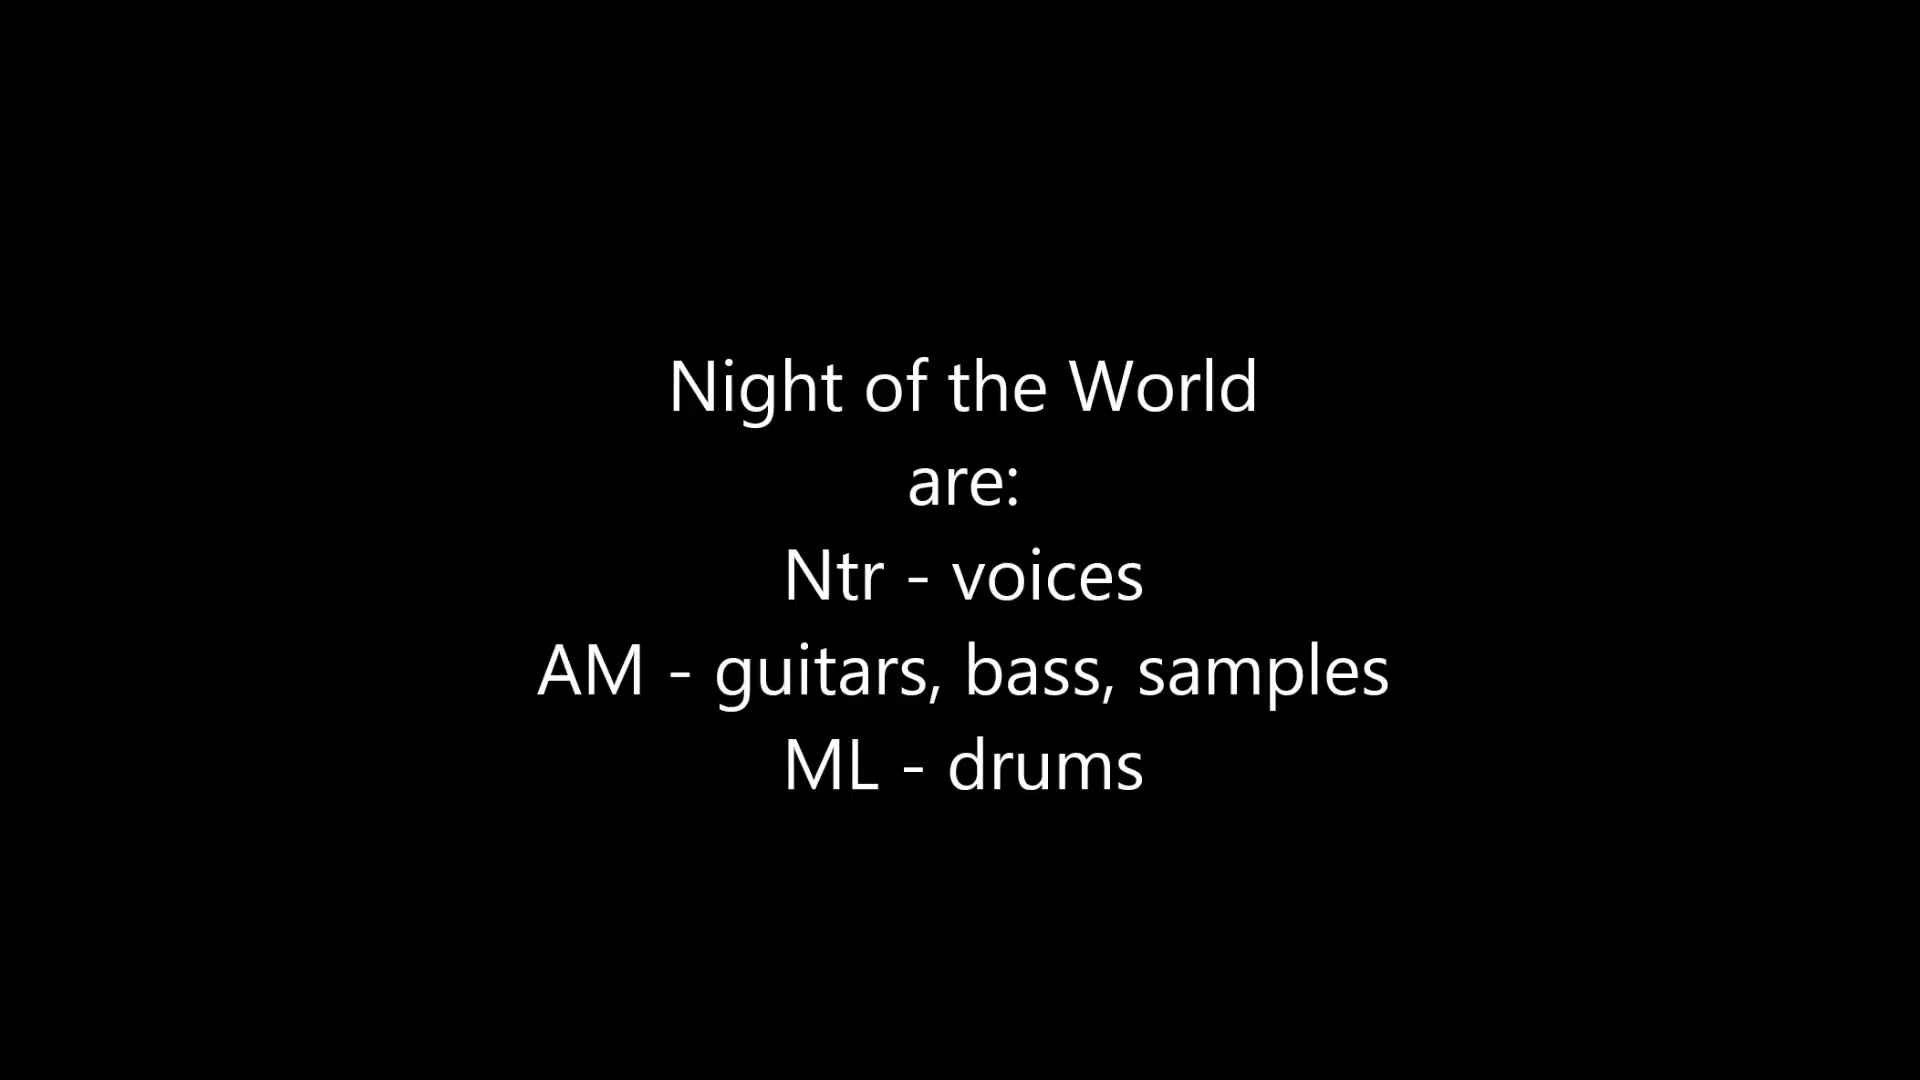 Night of the World
are:
Ntr - voices
AM - guitars, bass, samples
ML - drums